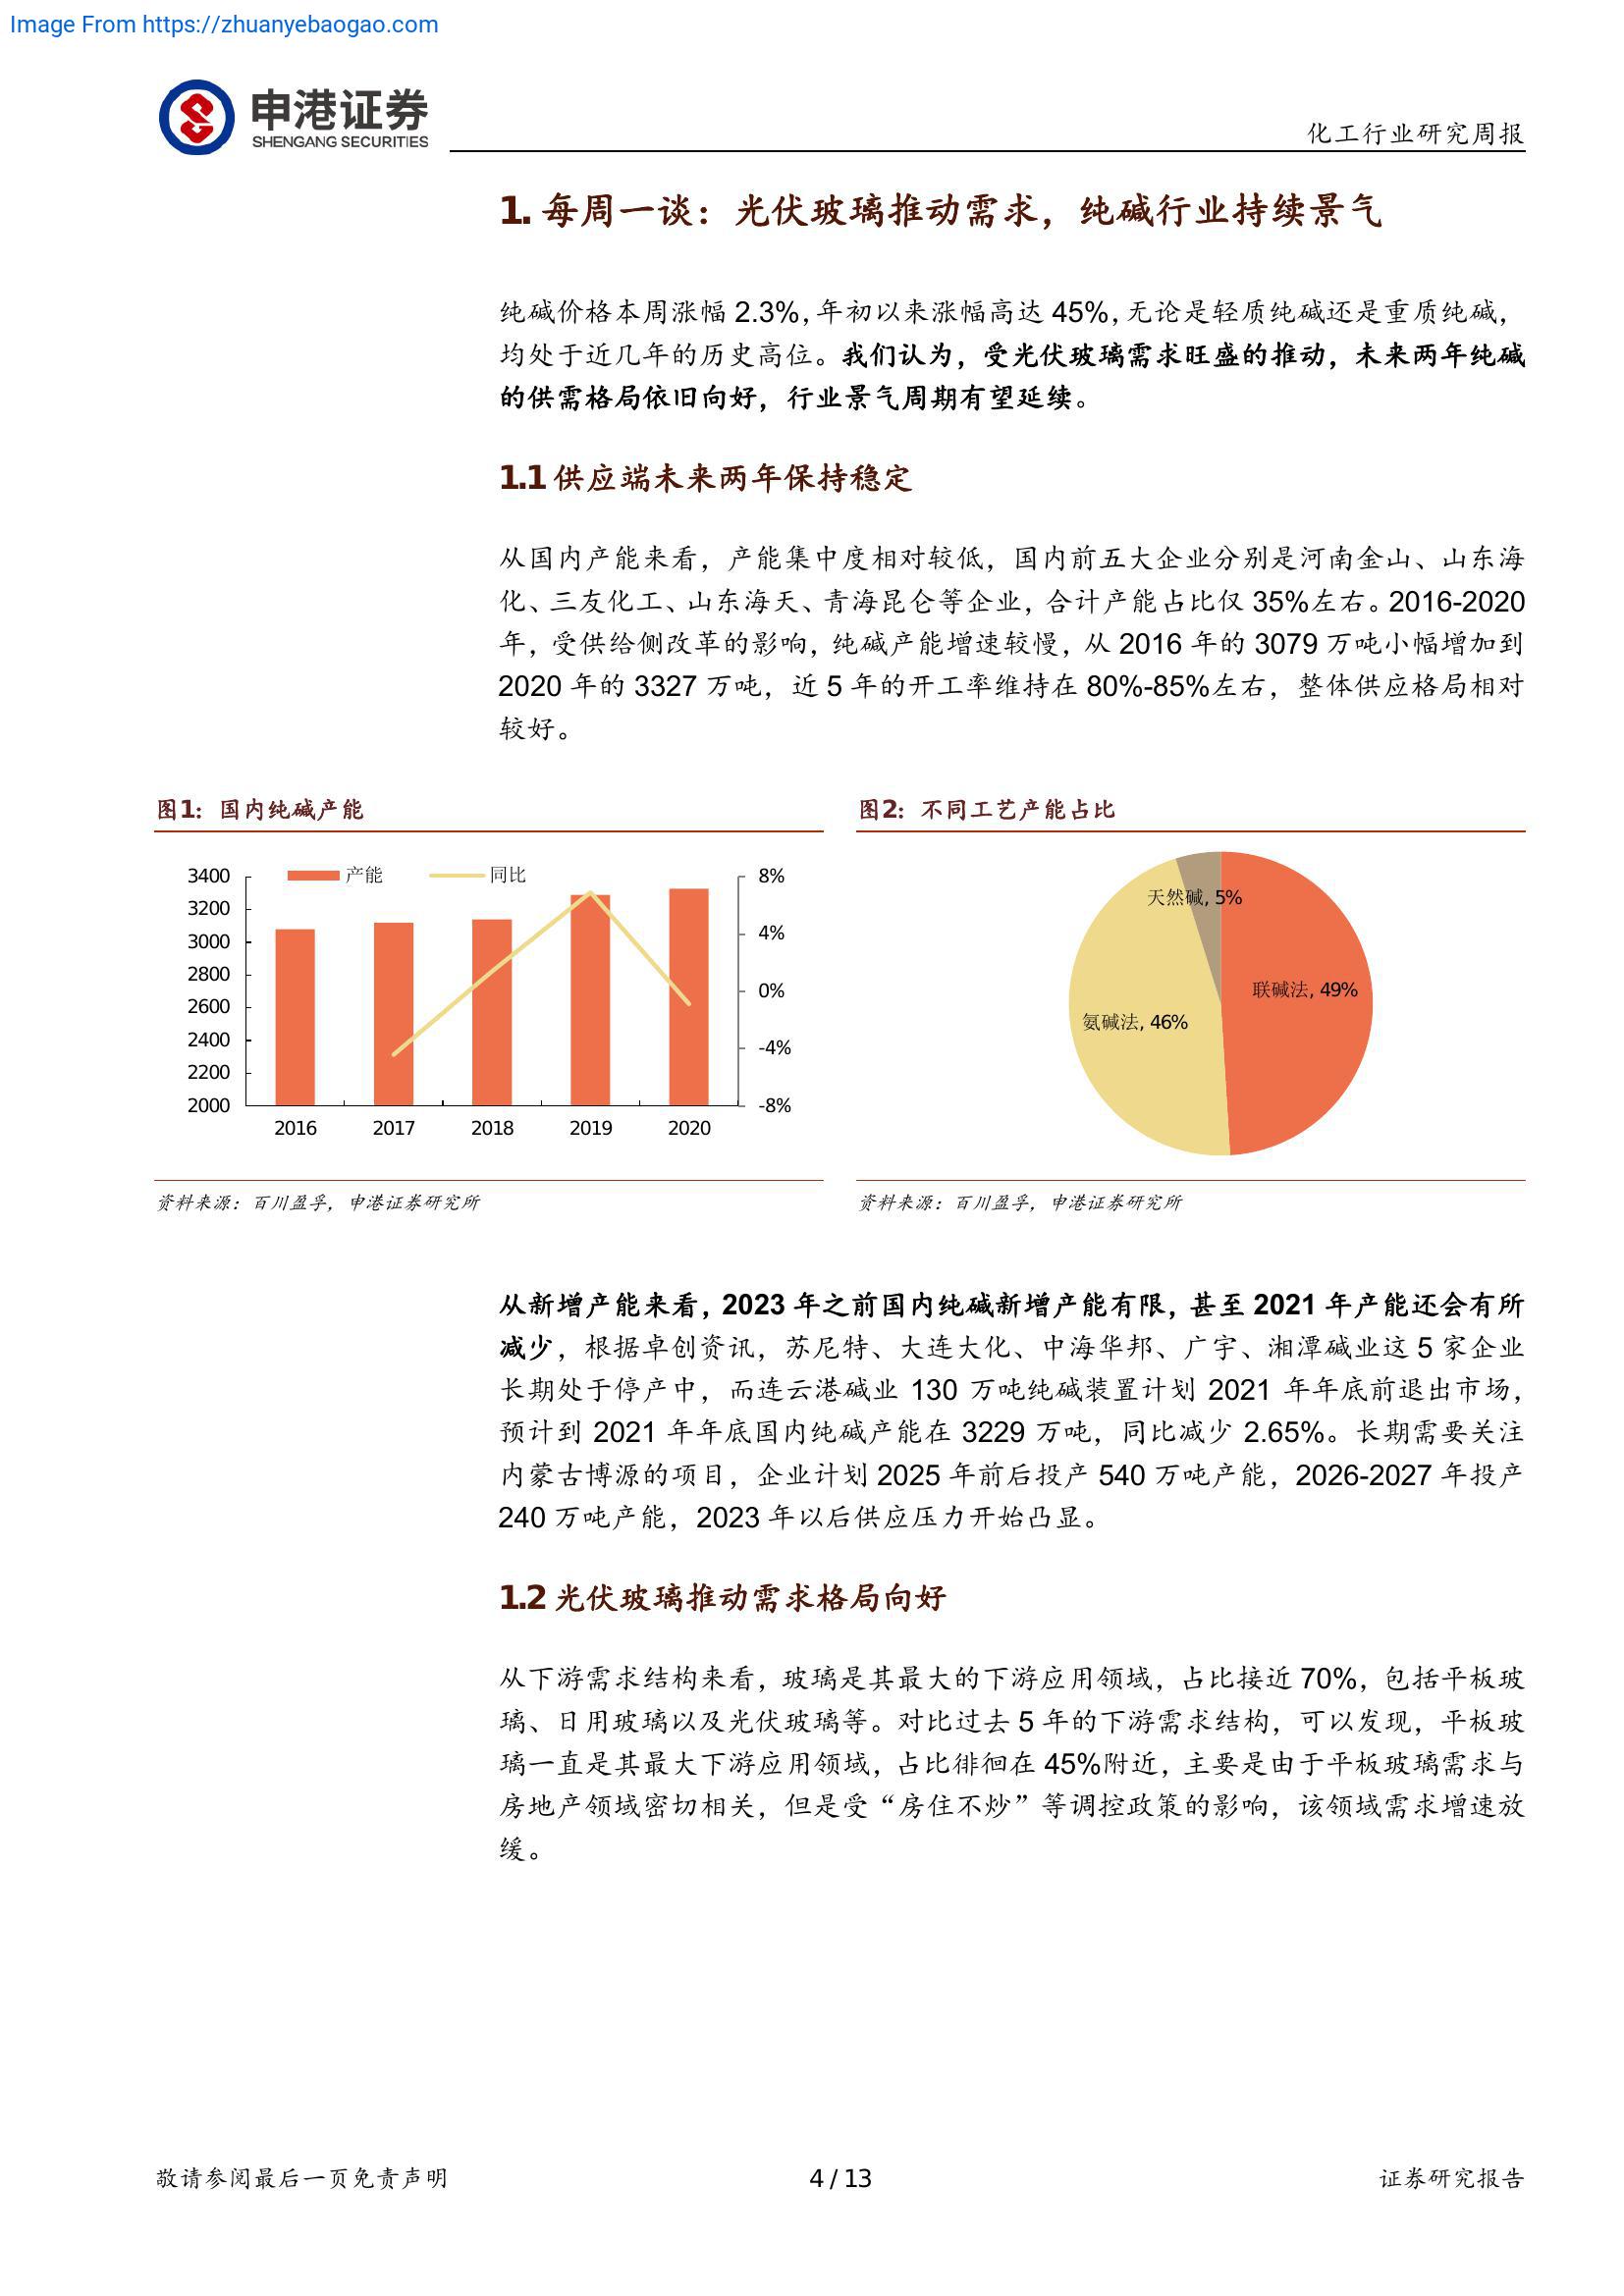 Image From https://zhuanyebaogao.com
申港证券
SHENGANG SECURITIES
化工行业研究周报
1. 每周一谈：光伏玻璃推动需求，纯碱行业持续景气
纯碱价格本周涨幅 2.3%，年初以来涨幅高达 45%，无论是轻质纯碱还是重质纯碱，
均处于近几年的历史高位。我们认为，受光伏玻璃需求旺盛的推动，未来两年纯碱
的供需格局依旧向好，行业景气周期有望延续。
1.1 供应端未来两年保持稳定
从国内产能来看，产能集中度相对较低，国内前五大企业分别是河南金山、山东海
化、三友化工、山东海天、青海昆仑等企业，合计产能占比仅 35%左右。2016-2020
年，受供给侧改革的影响，纯碱产能增速较慢，从 2016 年的 3079 万吨小幅增加到
2020 年的 3327 万吨，近 5 年的开工率维持在 80%-85%左右，整体供应格局相对
较好。
图1：国内纯碱产能
产能 同比
3400
3200
3000
2800
2600
2400
2200
2000
8%
4%
0%
-4%
-8%
2016 2017 2018 2019 2020
资料来源：百川盈孚，申港证券研究所
图2：不同工艺产能占比
天然碱, 5%
联碱法, 49%
氨碱法, 46%
资料来源：百川盈孚，申港证券研究所
从新增产能来看，2023 年之前国内纯碱新增产能有限，甚至 2021 年产能还会有所
减少，根据卓创资讯，苏尼特、大连大化、中海华邦、广宇、湘潭碱业这 5 家企业
长期处于停产中，而连云港碱业 130 万吨纯碱装置计划 2021 年年底前退出市场，
预计到 2021 年年底国内纯碱产能在 3229 万吨，同比减少 2.65%。长期需要关注
内蒙古博源的项目，企业计划 2025 年前后投产 540 万吨产能，2026-2027 年投产
240 万吨产能，2023 年以后供应压力开始凸显。
1.2 光伏玻璃推动需求格局向好
从下游需求结构来看，玻璃是其最大的下游应用领域，占比接近 70%，包括平板玻
璃、日用玻璃以及光伏玻璃等。对比过去 5 年的下游需求结构，可以发现，平板玻
璃一直是其最大下游应用领域，占比徘徊在 45%附近，主要是由于平板玻璃需求与
房地产领域密切相关，但是受“房住不炒”等调控政策的影响，该领域需求增速放
缓。
敬请参阅最后一页免责声明
4 / 13
证券研究报告